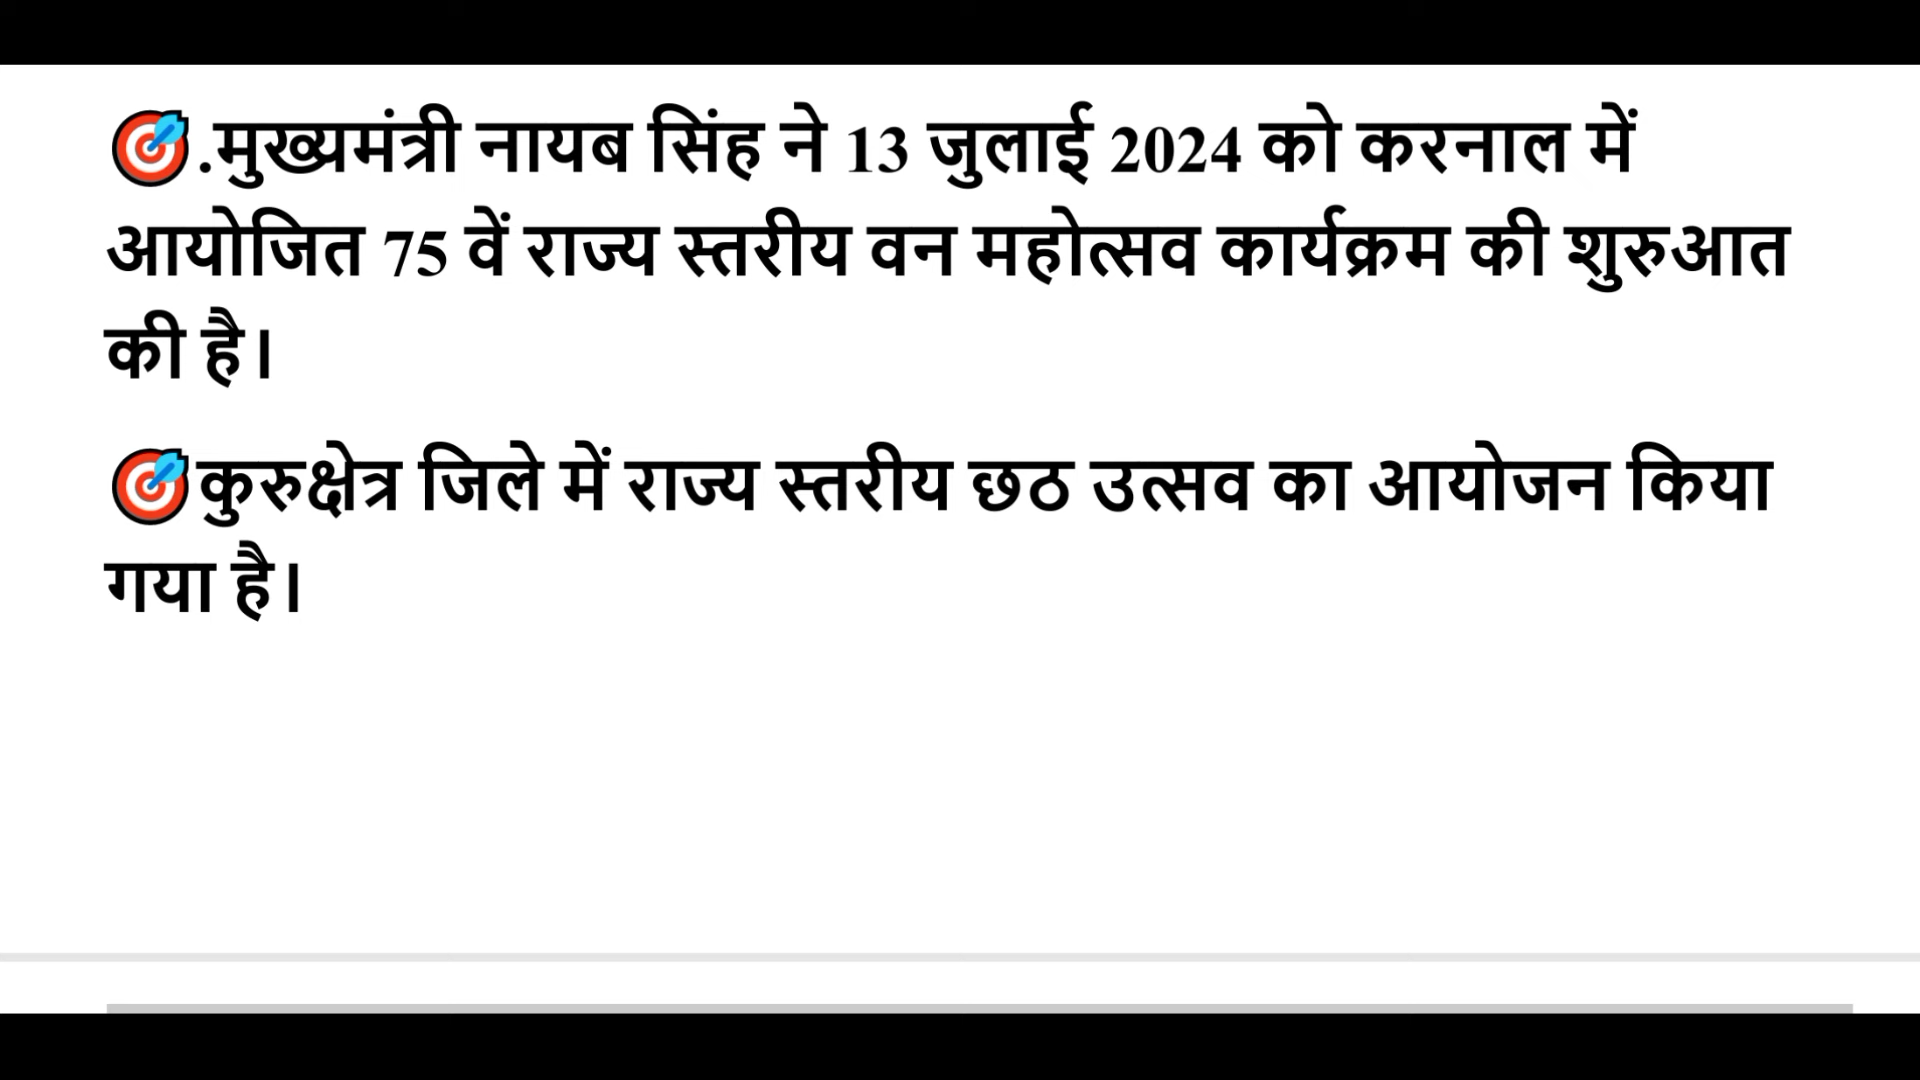 🎯.मुख्यमंत्री नायब सिंह ने 13 जुलाई 2024 को करनाल में
आयोजित 75 वें राज्य स्तरीय वन महोत्सव कार्यक्रम की शुरुआत
की है।
🎯कुरुक्षेत्र जिले में राज्य स्तरीय छठ उत्सव का आयोजन किया
गया है।